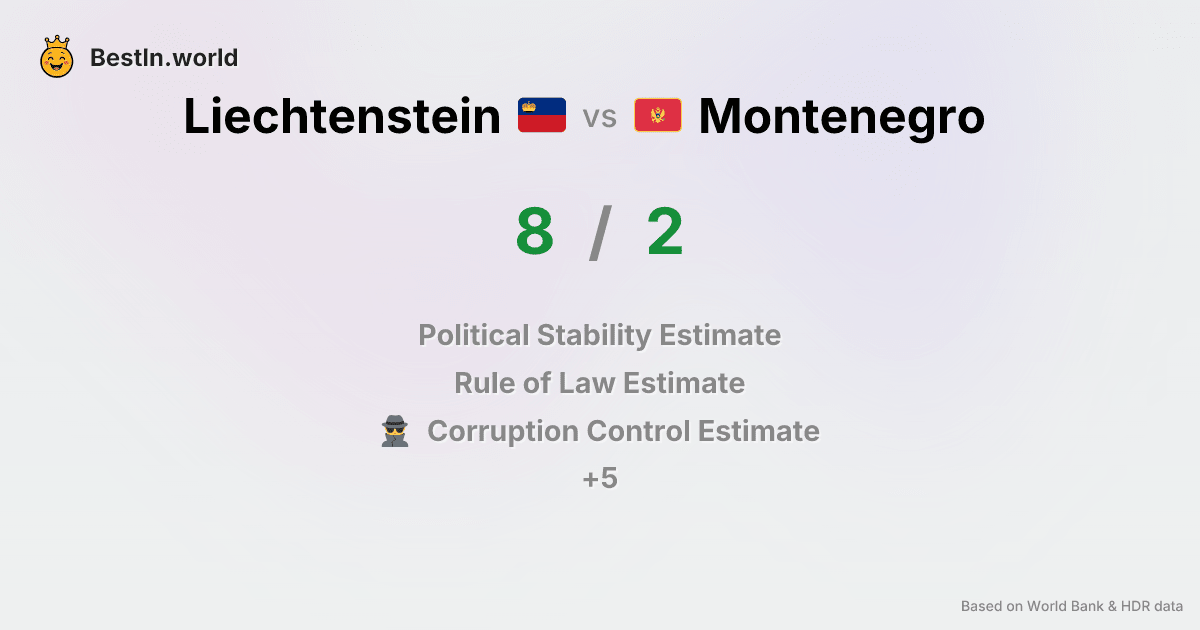 BestIn.world
Liechtenstein vs Montenegro
8 / 2
Political Stability Estimate
Rule of Law Estimate
Corruption Control Estimate
+5
Based on World Bank & HDR data